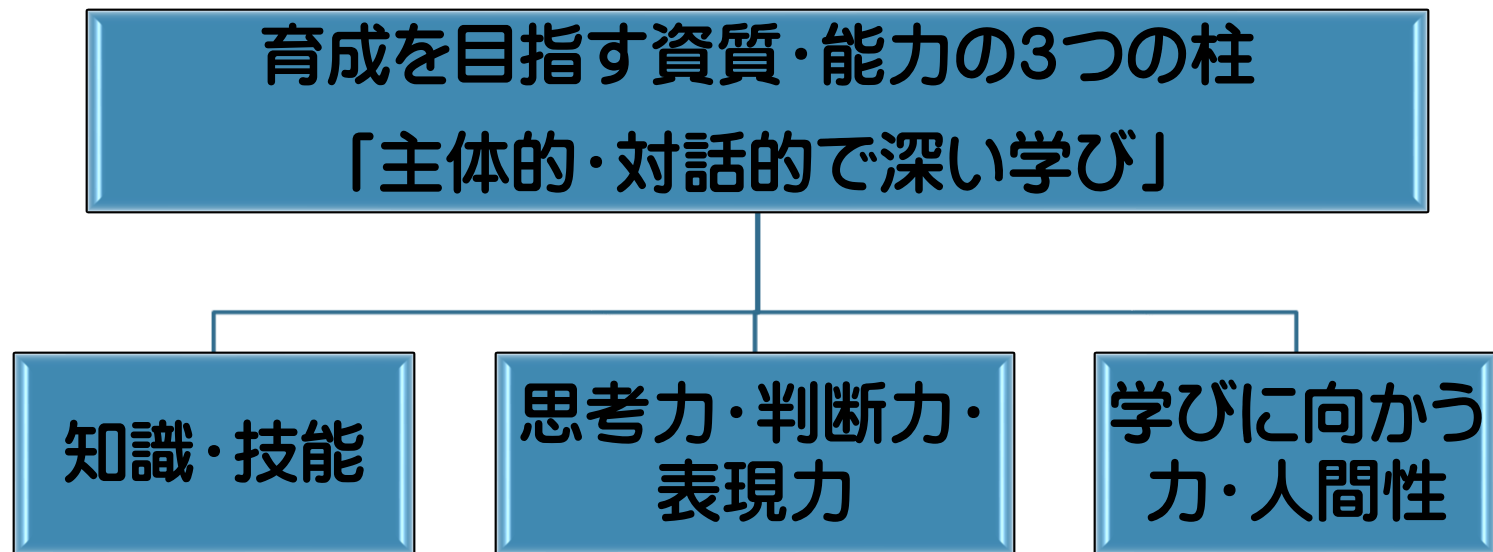 育成を目指す資質・能力の3つの柱
「主体的・対話的で深い学び」
知識・技能
思考力・判断力・
表現力
学びに向かう
力・人間性